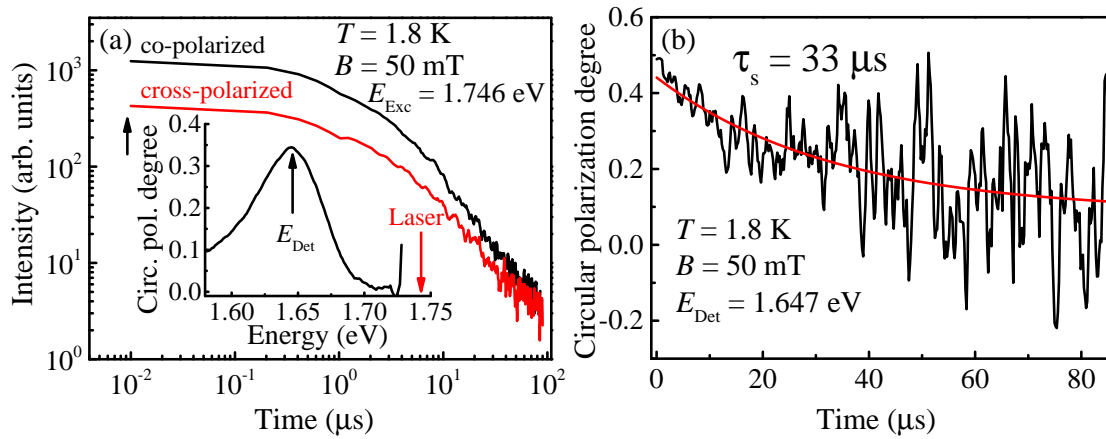 (a)
co-polarized
T = 1.8 K
B = 50 mT
E_Exc = 1.746 eV
cross-polarized
Intensity (arb. units)
10^3
10^2
10^1
10^0
Circ. pol. degree
0.4
0.3
0.2
0.1
0.0
E_Det
Laser
1.60 1.65 1.70 1.75
Energy (eV)
10^-2 10^-1 10^0 10^1 10^2
Time (μs)
(b)
τ_s = 33 μs
Circular polarization degree
0.6
0.4
0.2
0.0
-0.2
T = 1.8 K
B = 50 mT
E_Det = 1.647 eV
0 20 40 60 80
Time (μs)